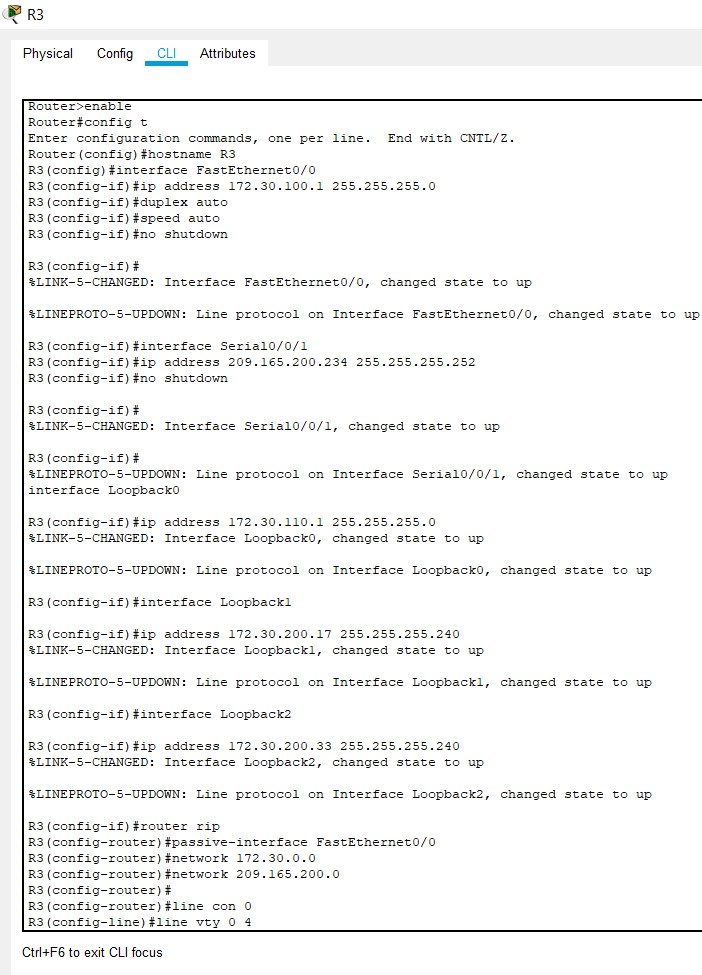 R3
Physical Config CLI Attributes
Router>enable
Router#config t
Enter configuration commands, one per line.  End with CNTL/Z.
Router(config)#hostname R3
R3(config)#interface FastEthernet0/0
R3(config-if)#ip address 172.30.100.1 255.255.255.0
R3(config-if)#duplex auto
R3(config-if)#speed auto
R3(config-if)#no shutdown
R3(config-if)#
%LINK-5-CHANGED: Interface FastEthernet0/0, changed state to up
%LINEPROTO-5-UPDOWN: Line protocol on Interface FastEthernet0/0, changed state to up
R3(config-if)#interface Serial0/0/1
R3(config-if)#ip address 209.165.200.234 255.255.255.252
R3(config-if)#no shutdown
R3(config-if)#
%LINK-5-CHANGED: Interface Serial0/0/1, changed state to up
R3(config-if)#
%LINEPROTO-5-UPDOWN: Line protocol on Interface Serial0/0/1, changed state to up
interface Loopback0
R3(config-if)#ip address 172.30.110.1 255.255.255.0
%LINK-5-CHANGED: Interface Loopback0, changed state to up
%LINEPROTO-5-UPDOWN: Line protocol on Interface Loopback0, changed state to up
R3(config-if)#interface Loopback1
R3(config-if)#ip address 172.30.200.17 255.255.255.240
%LINK-5-CHANGED: Interface Loopback1, changed state to up
%LINEPROTO-5-UPDOWN: Line protocol on Interface Loopback1, changed state to up
R3(config-if)#interface Loopback2
R3(config-if)#ip address 172.30.200.33 255.255.255.240
%LINK-5-CHANGED: Interface Loopback2, changed state to up
%LINEPROTO-5-UPDOWN: Line protocol on Interface Loopback2, changed state to up
R3(config-if)#router rip
R3(config-router)#passive-interface FastEthernet0/0
R3(config-router)#network 172.30.0.0
R3(config-router)#network 209.165.200.0
R3(config-router)#
R3(config-router)#line con 0
R3(config-line)#line vty 0 4
Ctrl+F6 to exit CLI focus